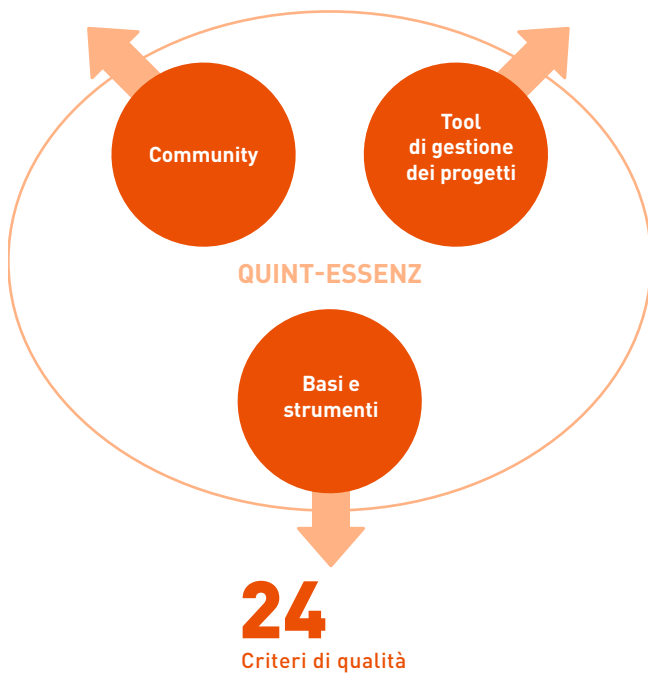 Community
Tool
di gestione
dei progetti
QUINT-ESSENZ
Basi e
strumenti
24
Criteri di qualità